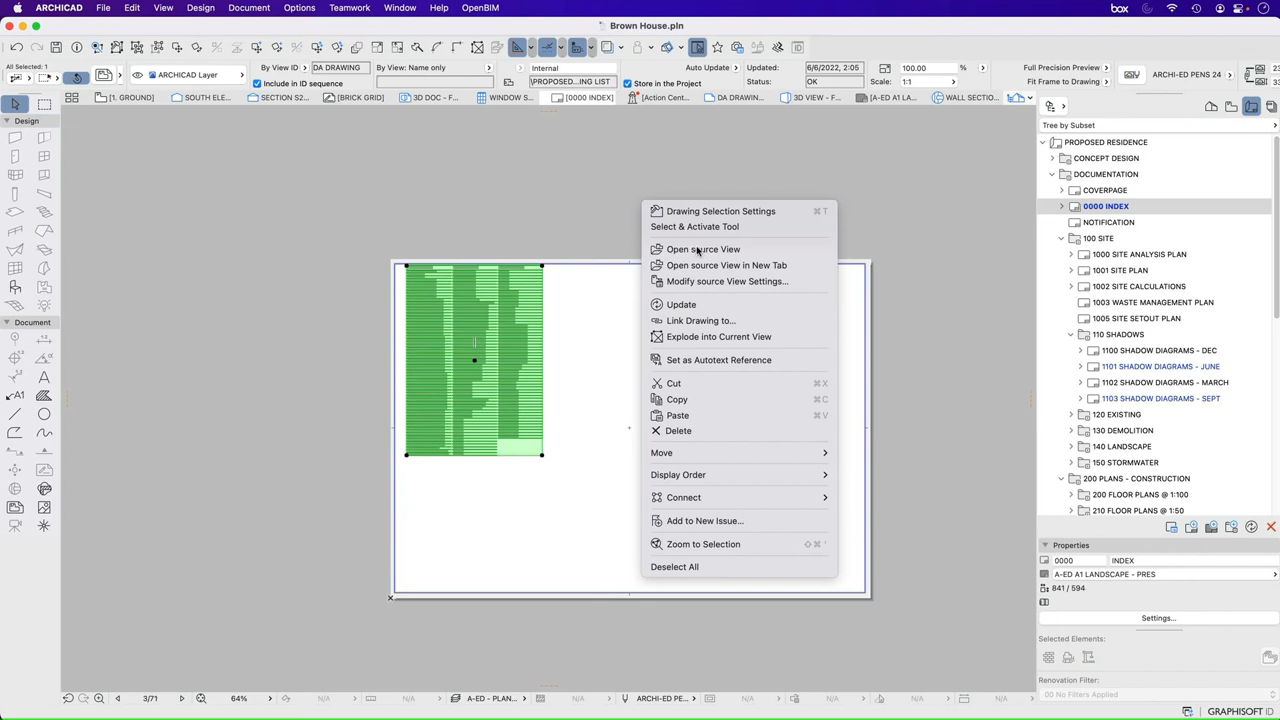 ARCHICAD File Edit View Design Document Options Teamwork Window Help OpenBIM
box
Brown House.pln
All Selected: 1
ARCHICAD Layer
By View ID
DA DRAWING
Include in ID sequence
By View: Name only
Internal
\PROPOSED...ING LIST
Auto Update
Store in the Project
Updated: 6/6/2022, 2:05
Status: OK
100.00 %
Scale: 1:1
Full Precision Preview
Fit Frame to Drawing
ARCHI-ED PENS 24
[1. GROUND]
SOUTH ELE...
SECTION S2...
[BRICK GRID]
3D DOC - F...
WINDOW S...
[0000 INDEX]
[Action Cent...
DA DRAWIN...
3D VIEW - F...
[A-ED A1 LA...
WALL SECTIO...
Design
Document
Drawing Selection Settings ⌘T
Select & Activate Tool
Open source View
Open source View in New Tab
Modify source View Settings...
Update
Link Drawing to...
Explode into Current View
Set as Autotext Reference
Cut ⌘X
Copy ⌘C
Paste ⌘V
Delete
Move
Display Order
Connect
Add to New Issue...
Zoom to Selection ⇧⌘'
Deselect All
Tree by Subset
PROPOSED RESIDENCE
CONCEPT DESIGN
DOCUMENTATION
COVERPAGE
0000 INDEX
NOTIFICATION
100 SITE
1000 SITE ANALYSIS PLAN
1001 SITE PLAN
1002 SITE CALCULATIONS
1003 WASTE MANAGEMENT PLAN
1005 SITE SETOUT PLAN
110 SHADOWS
1100 SHADOW DIAGRAMS - DEC
1101 SHADOW DIAGRAMS - JUNE
1102 SHADOW DIAGRAMS - MARCH
1103 SHADOW DIAGRAMS - SEPT
120 EXISTING
130 DEMOLITION
140 LANDSCAPE
150 STORMWATER
200 PLANS - CONSTRUCTION
200 FLOOR PLANS @ 1:100
210 FLOOR PLANS @ 1:50
Properties
0000 INDEX
A-ED A1 LANDSCAPE - PRES
841 / 594
Settings...
Selected Elements:
Renovation Filter:
00 No Filters Applied
3/71
64%
N/A
N/A
A-ED - PLAN...
N/A
ARCHI-ED PE...
N/A
N/A
N/A
N/A
GRAPHISOFT ID